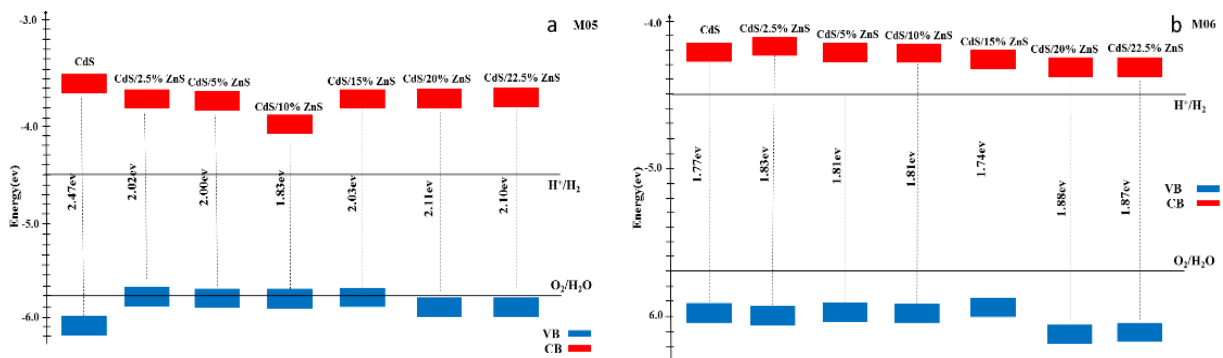 -3.0
a
M05
CdS
CdS/2.5% ZnS
CdS/5% ZnS
CdS/10% ZnS
CdS/15% ZnS
CdS/20% ZnS
CdS/22.5% ZnS
-4.0
H⁺/H₂
Energy(ev)
2.47ev
2.02ev
2.00ev
1.83ev
2.03ev
2.11ev
2.10ev
-5.0
O₂/H₂O
-6.0
VB
CB
-4.0
b
M06
CdS
CdS/2.5% ZnS
CdS/5% ZnS
CdS/10% ZnS
CdS/15% ZnS
CdS/20% ZnS
CdS/22.5% ZnS
H⁺/H₂
Energy(ev)
1.77ev
1.83ev
1.81ev
1.81ev
1.74ev
1.88ev
1.87ev
-5.0
VB
CB
O₂/H₂O
6.0